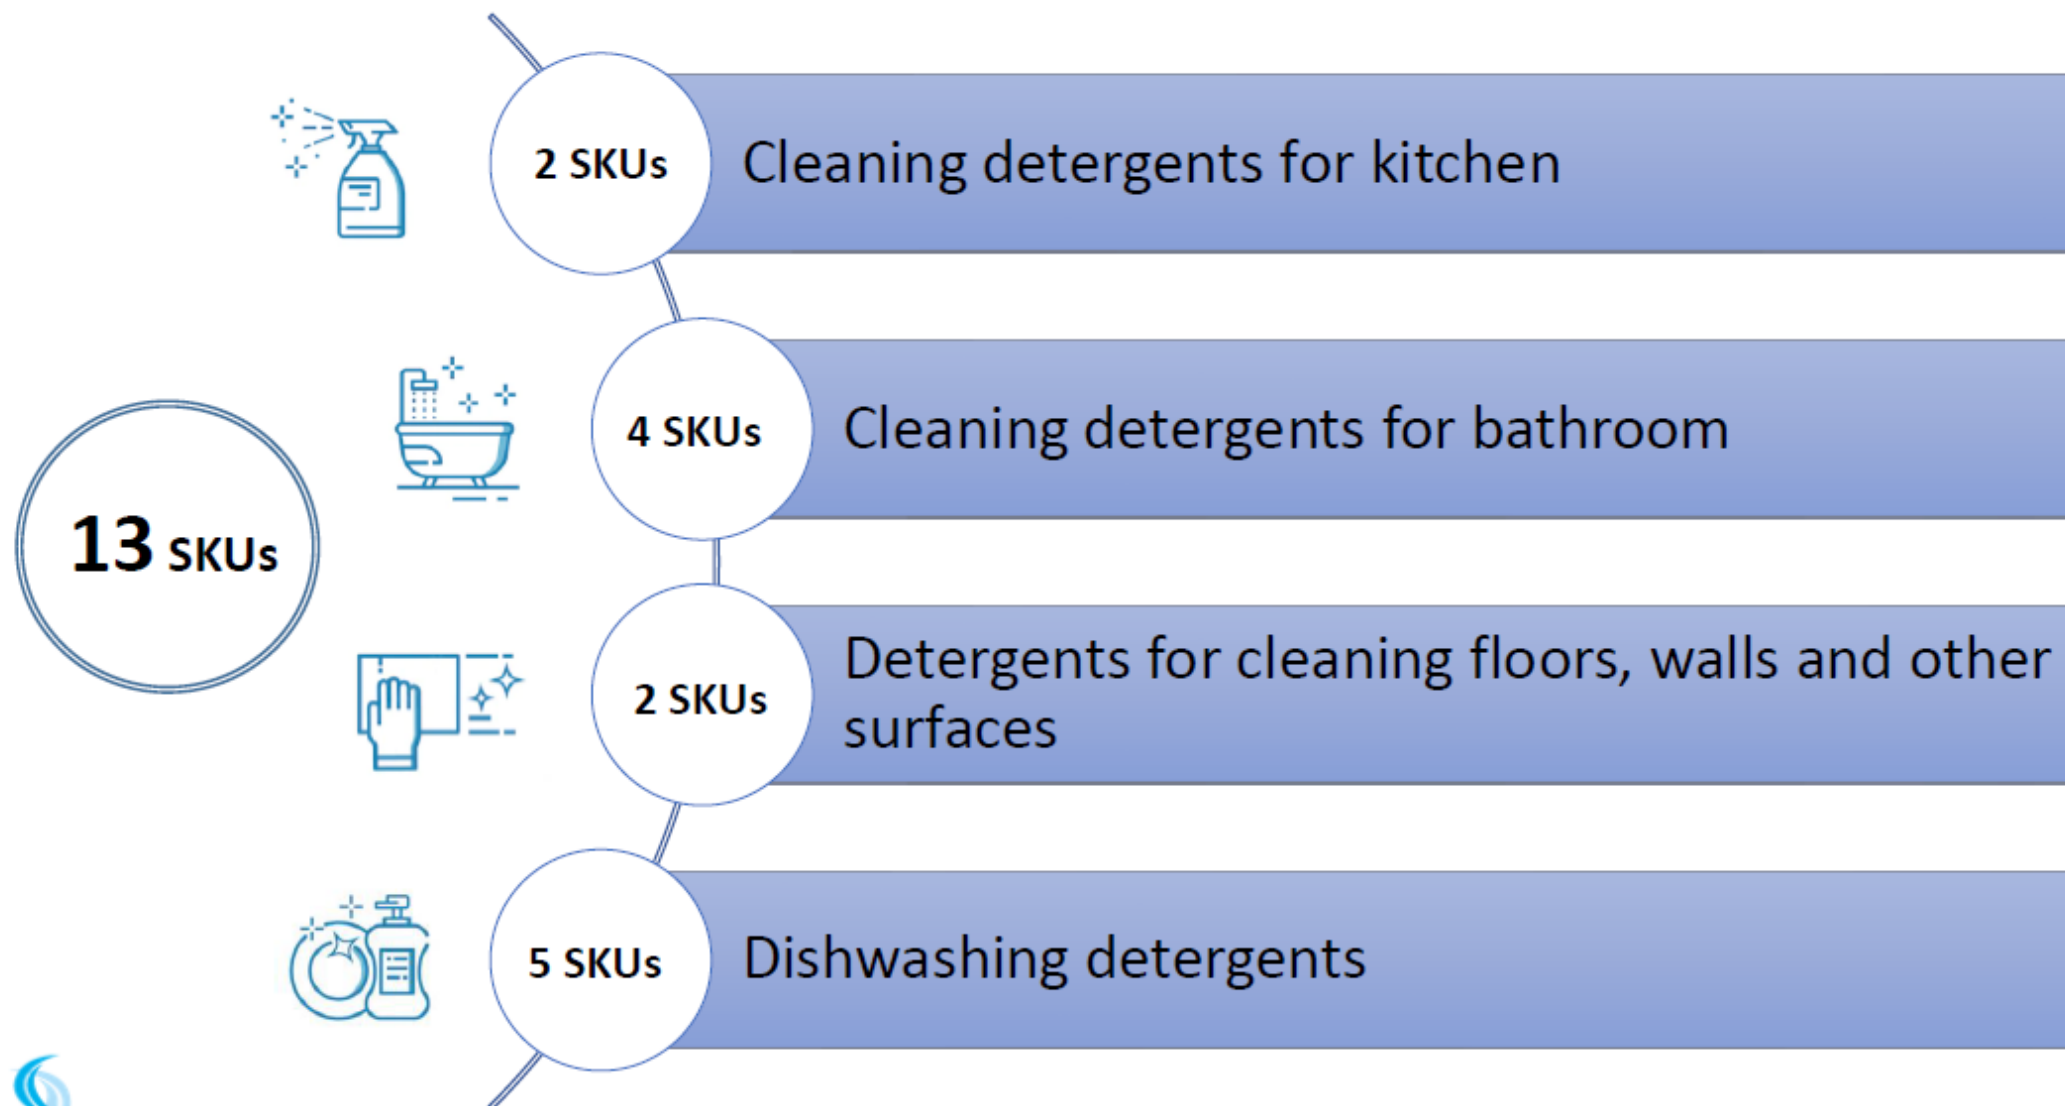 2 SKUs
Cleaning detergents for kitchen
4 SKUs
Cleaning detergents for bathroom
13 SKUs
2 SKUs
Detergents for cleaning floors, walls and other
surfaces
5 SKUs
Dishwashing detergents